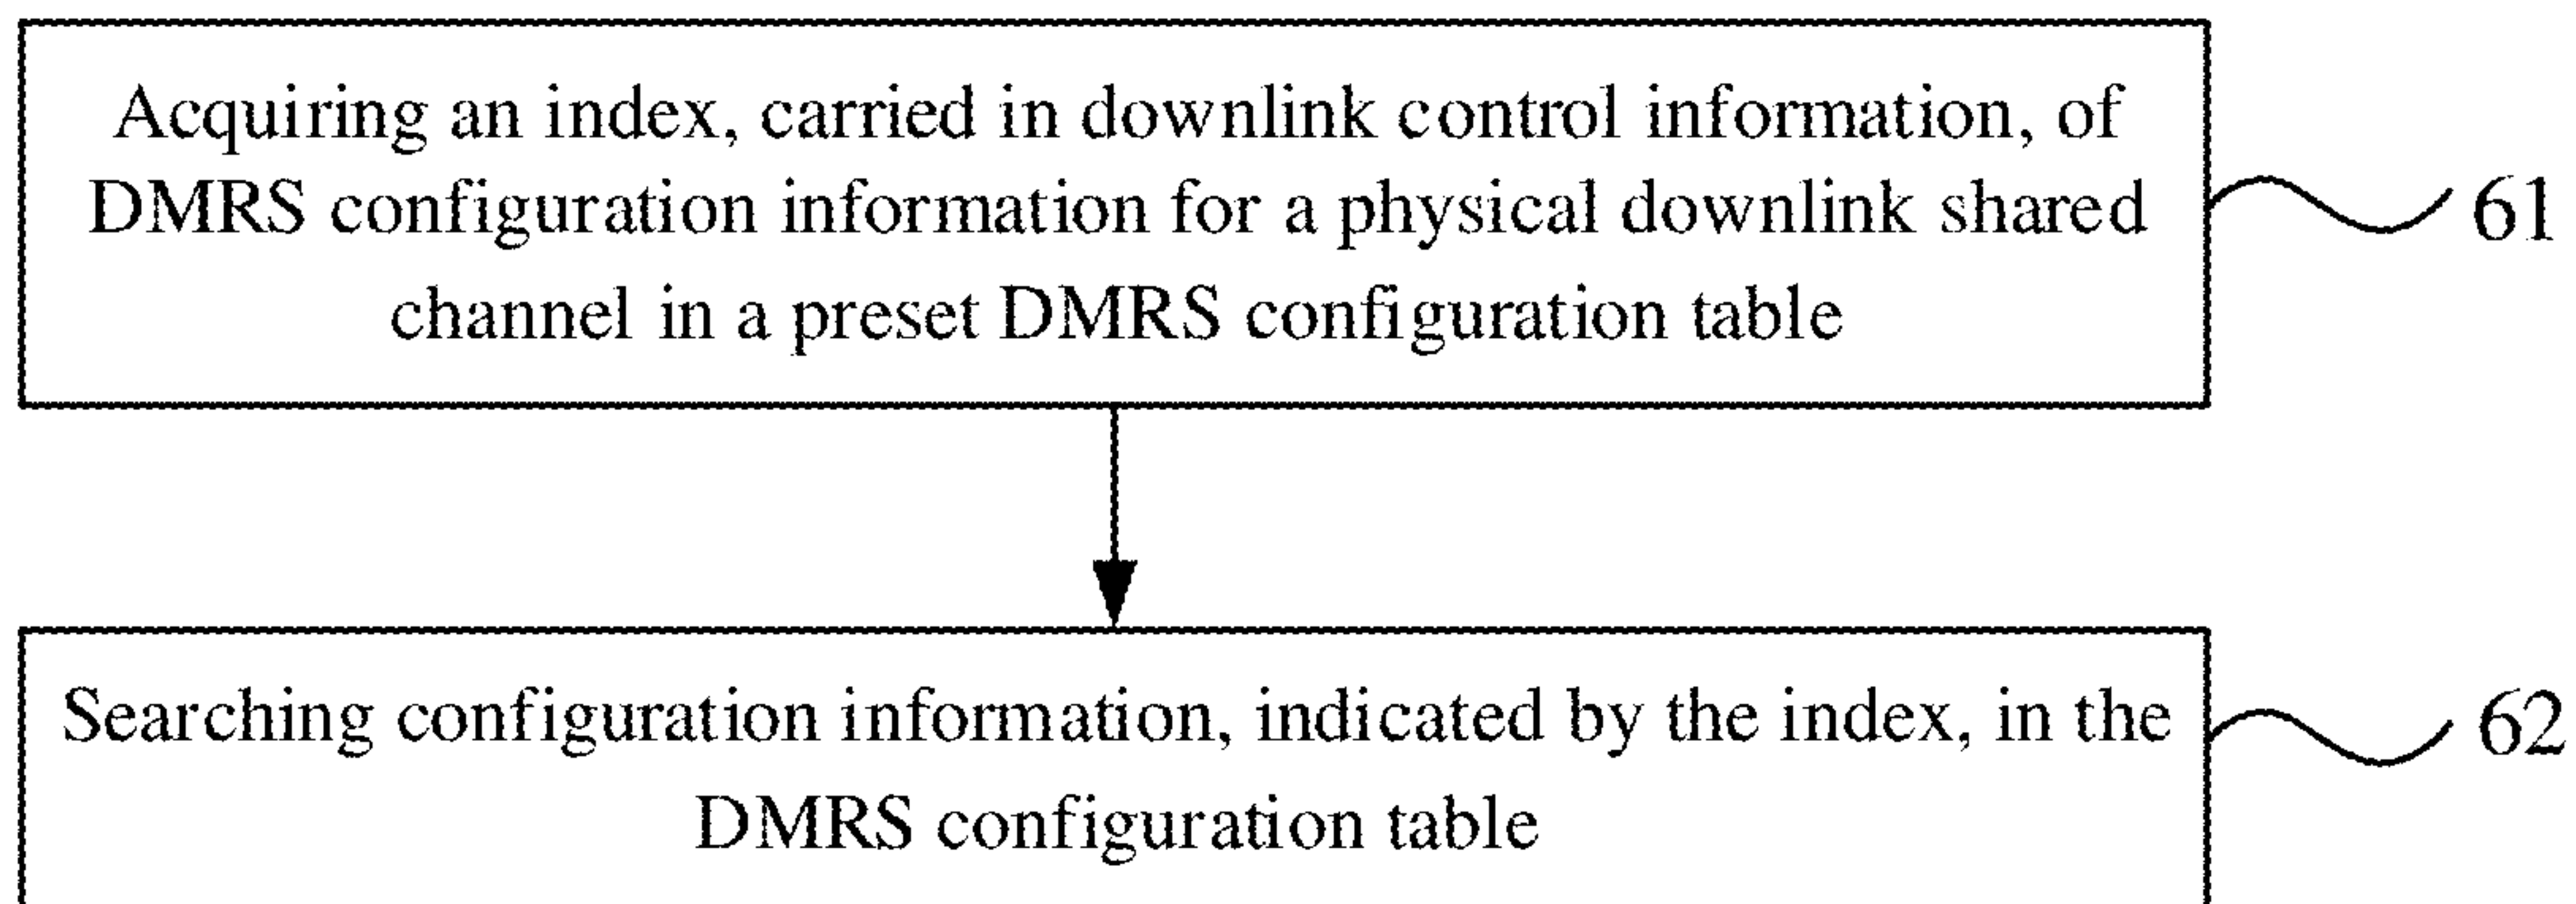 Acquiring an index, carried in downlink control information, of
DMRS configuration information for a physical downlink shared
channel in a preset DMRS configuration table
61
Searching configuration information, indicated by the index, in the
DMRS configuration table
62